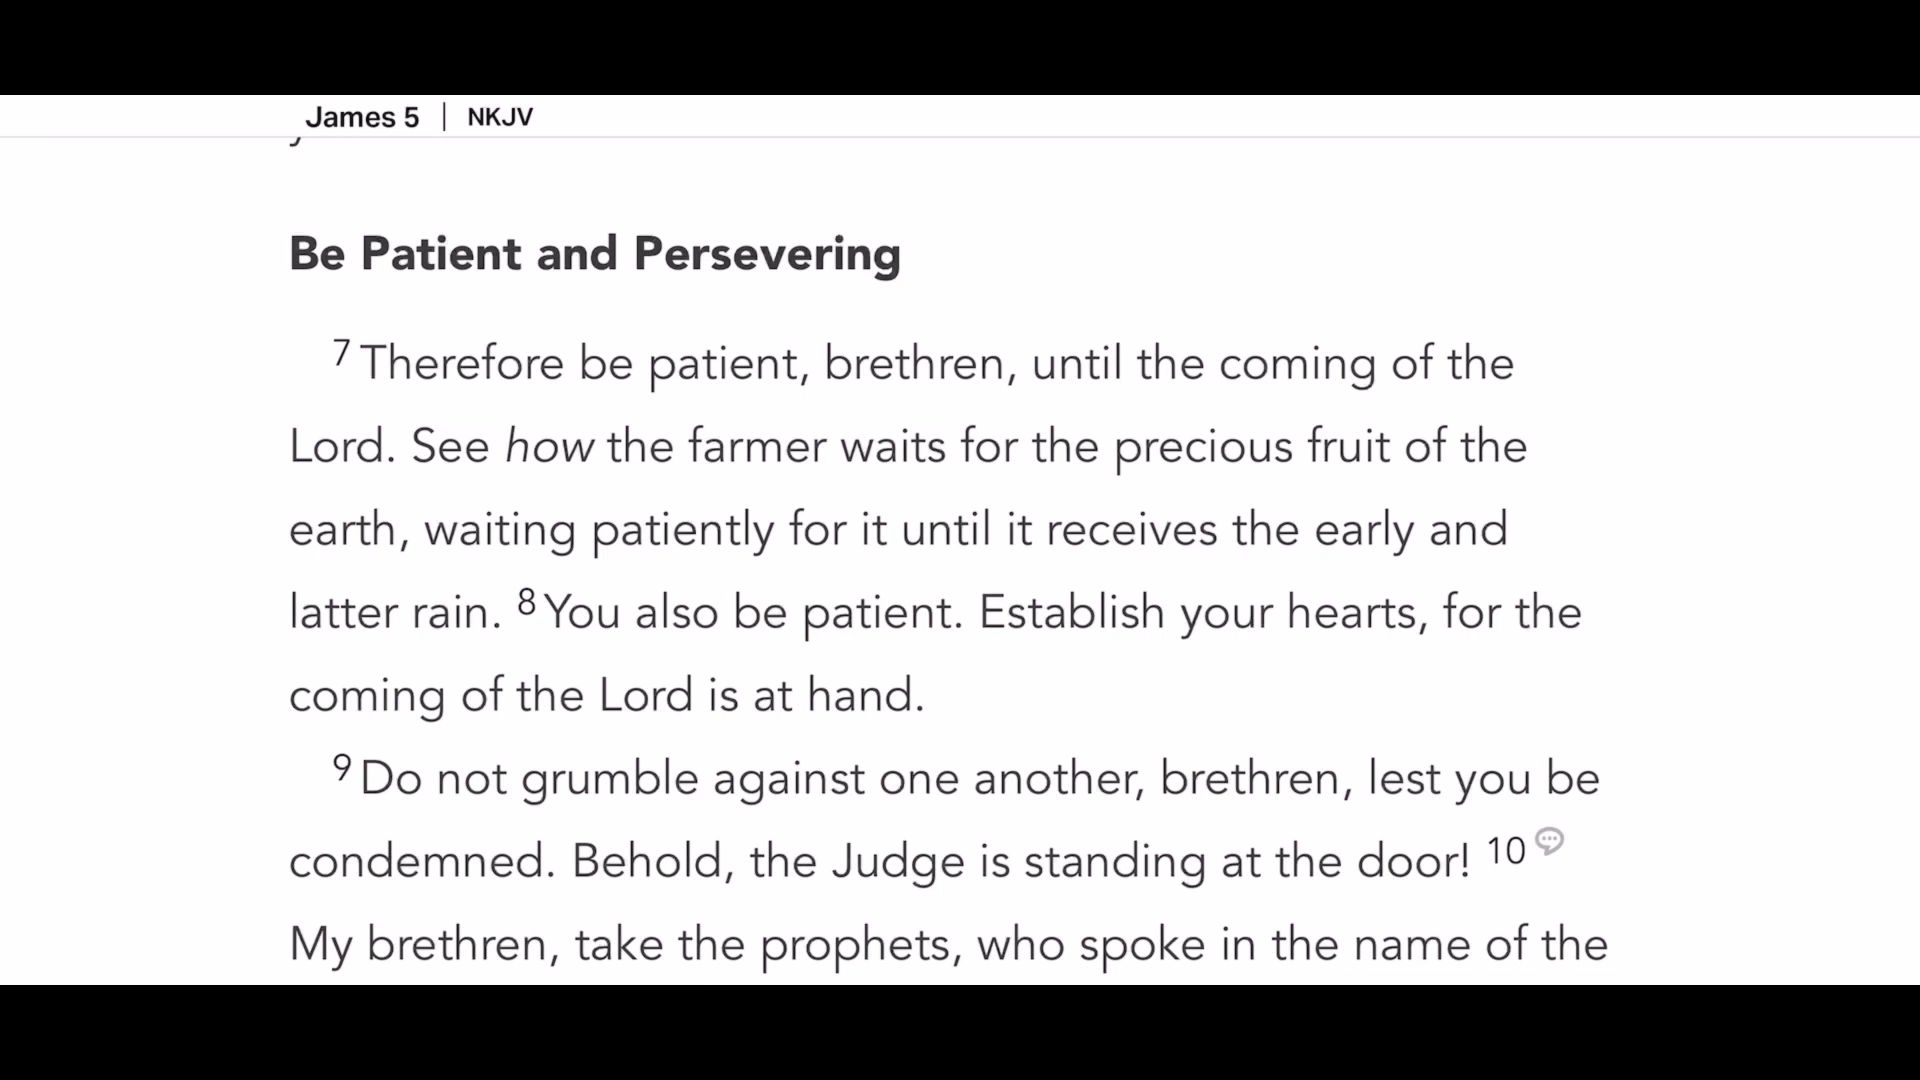 James 5 | NKJV
Be Patient and Persevering
7 Therefore be patient, brethren, until the coming of the
Lord. See how the farmer waits for the precious fruit of the
earth, waiting patiently for it until it receives the early and
latter rain. 8 You also be patient. Establish your hearts, for the
coming of the Lord is at hand.
9 Do not grumble against one another, brethren, lest you be
condemned. Behold, the Judge is standing at the door! 10
My brethren, take the prophets, who spoke in the name of the